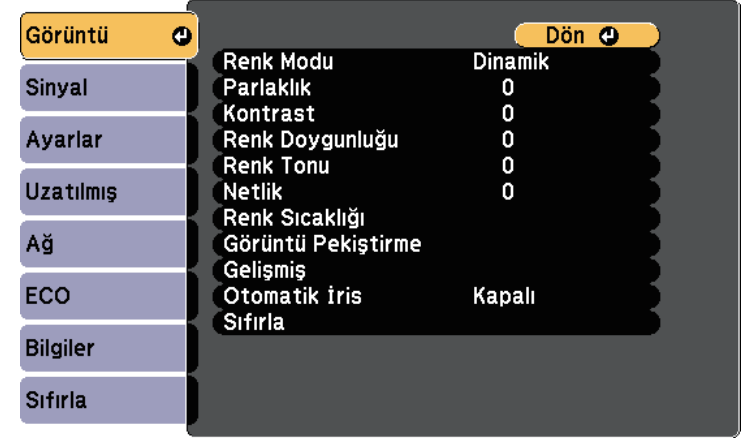 Görüntü
Sinyal
Ayarlar
Uzatılmış
Ağ
ECO
Bilgiler
Sıfırla
Dön
Renk Modu Dinamik
Parlaklık 0
Kontrast 0
Renk Doygunluğu 0
Renk Tonu 0
Netlik 0
Renk Sıcaklığı
Görüntü Pekiştirme
Gelişmiş
Otomatik İris Kapalı
Sıfırla